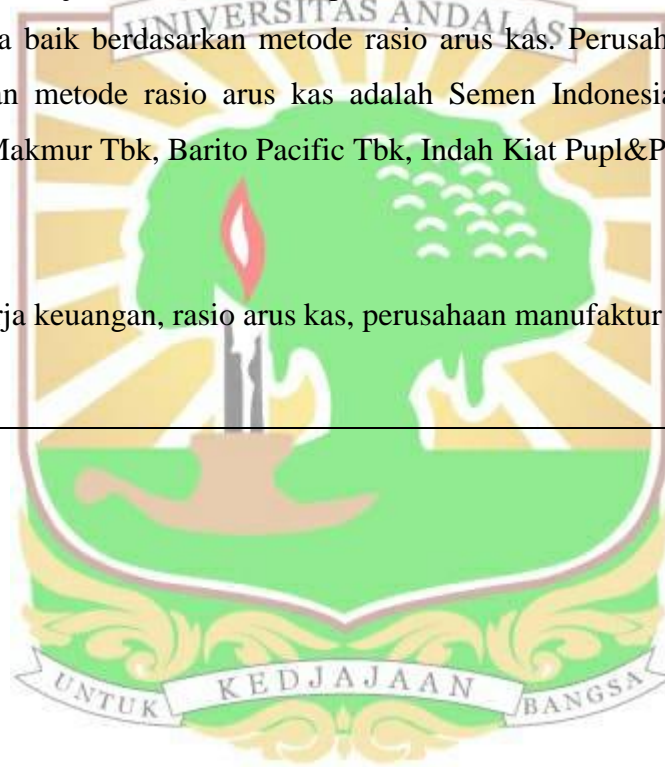 UNIVERSITAS ANDALAS
a baik berdasarkan metode rasio arus kas. Perusah
n metode rasio arus kas adalah Semen Indonesia
Makmur Tbk, Barito Pacific Tbk, Indah Kiat Pupl&P
rja keuangan, rasio arus kas, perusahaan manufaktur
UNTUK KEDJAJAAN BANGSA